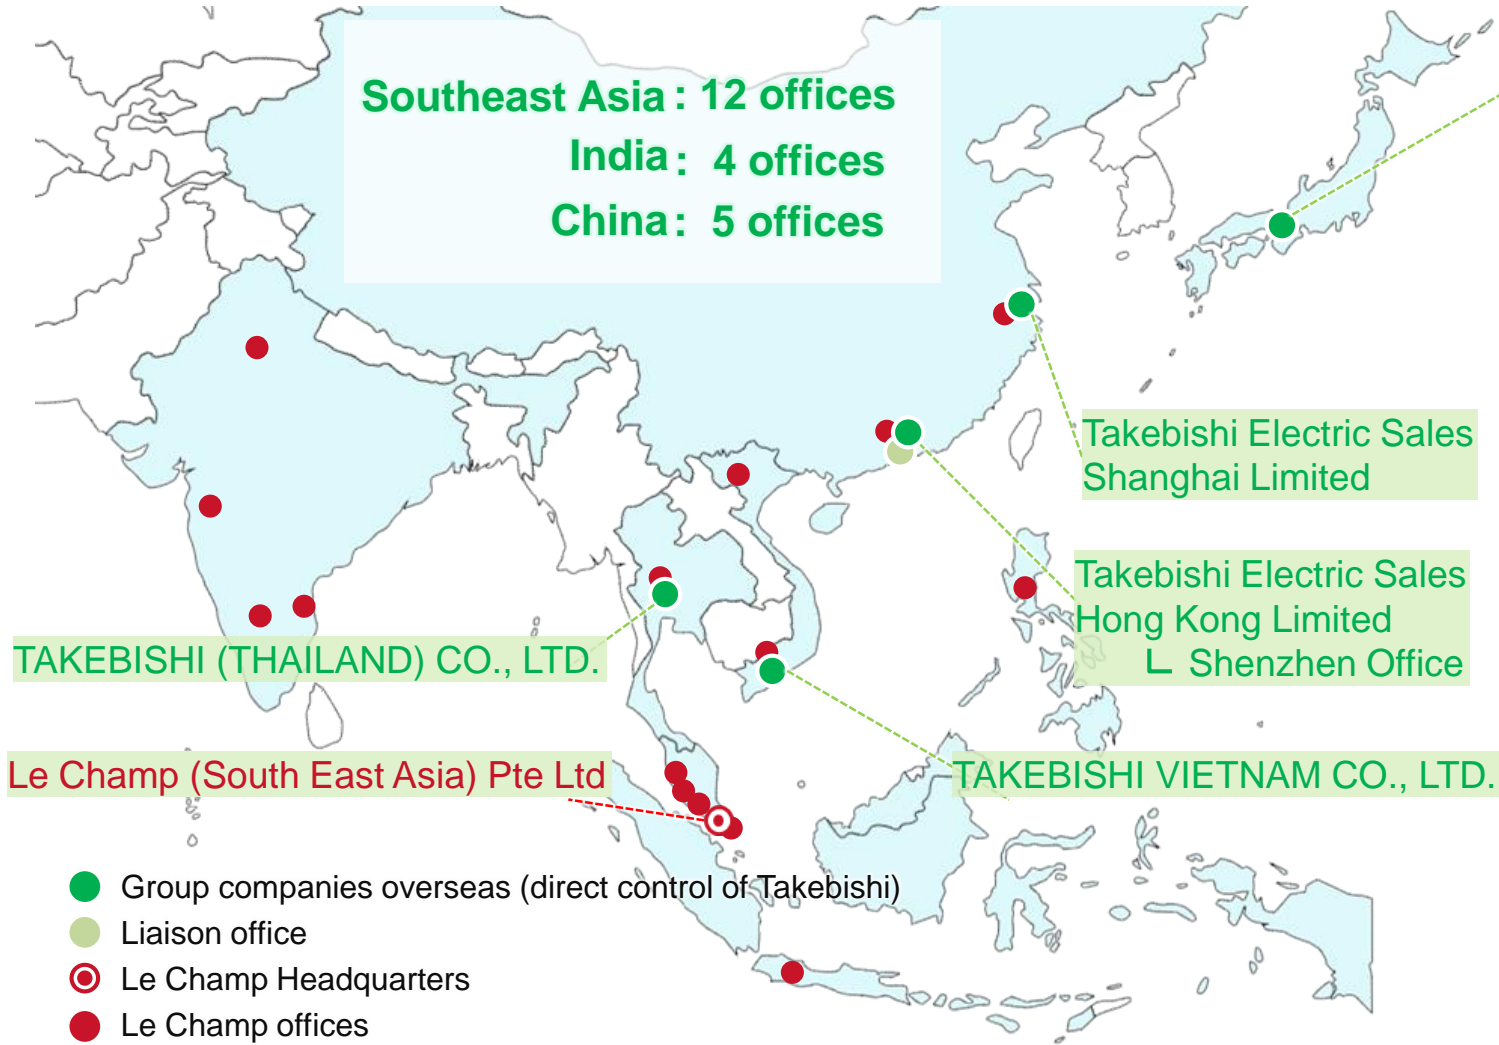 Southeast Asia : 12 offices
India : 4 offices
China : 5 offices
Takebishi Electric Sales
Shanghai Limited
Takebishi Electric Sales
Hong Kong Limited
∟ Shenzhen Office
TAKEBISHI (THAILAND) CO., LTD.
Le Champ (South East Asia) Pte Ltd
TAKEBISHI VIETNAM CO., LTD.
Group companies overseas (direct control of Takebishi)
Liaison office
Le Champ Headquarters
Le Champ offices